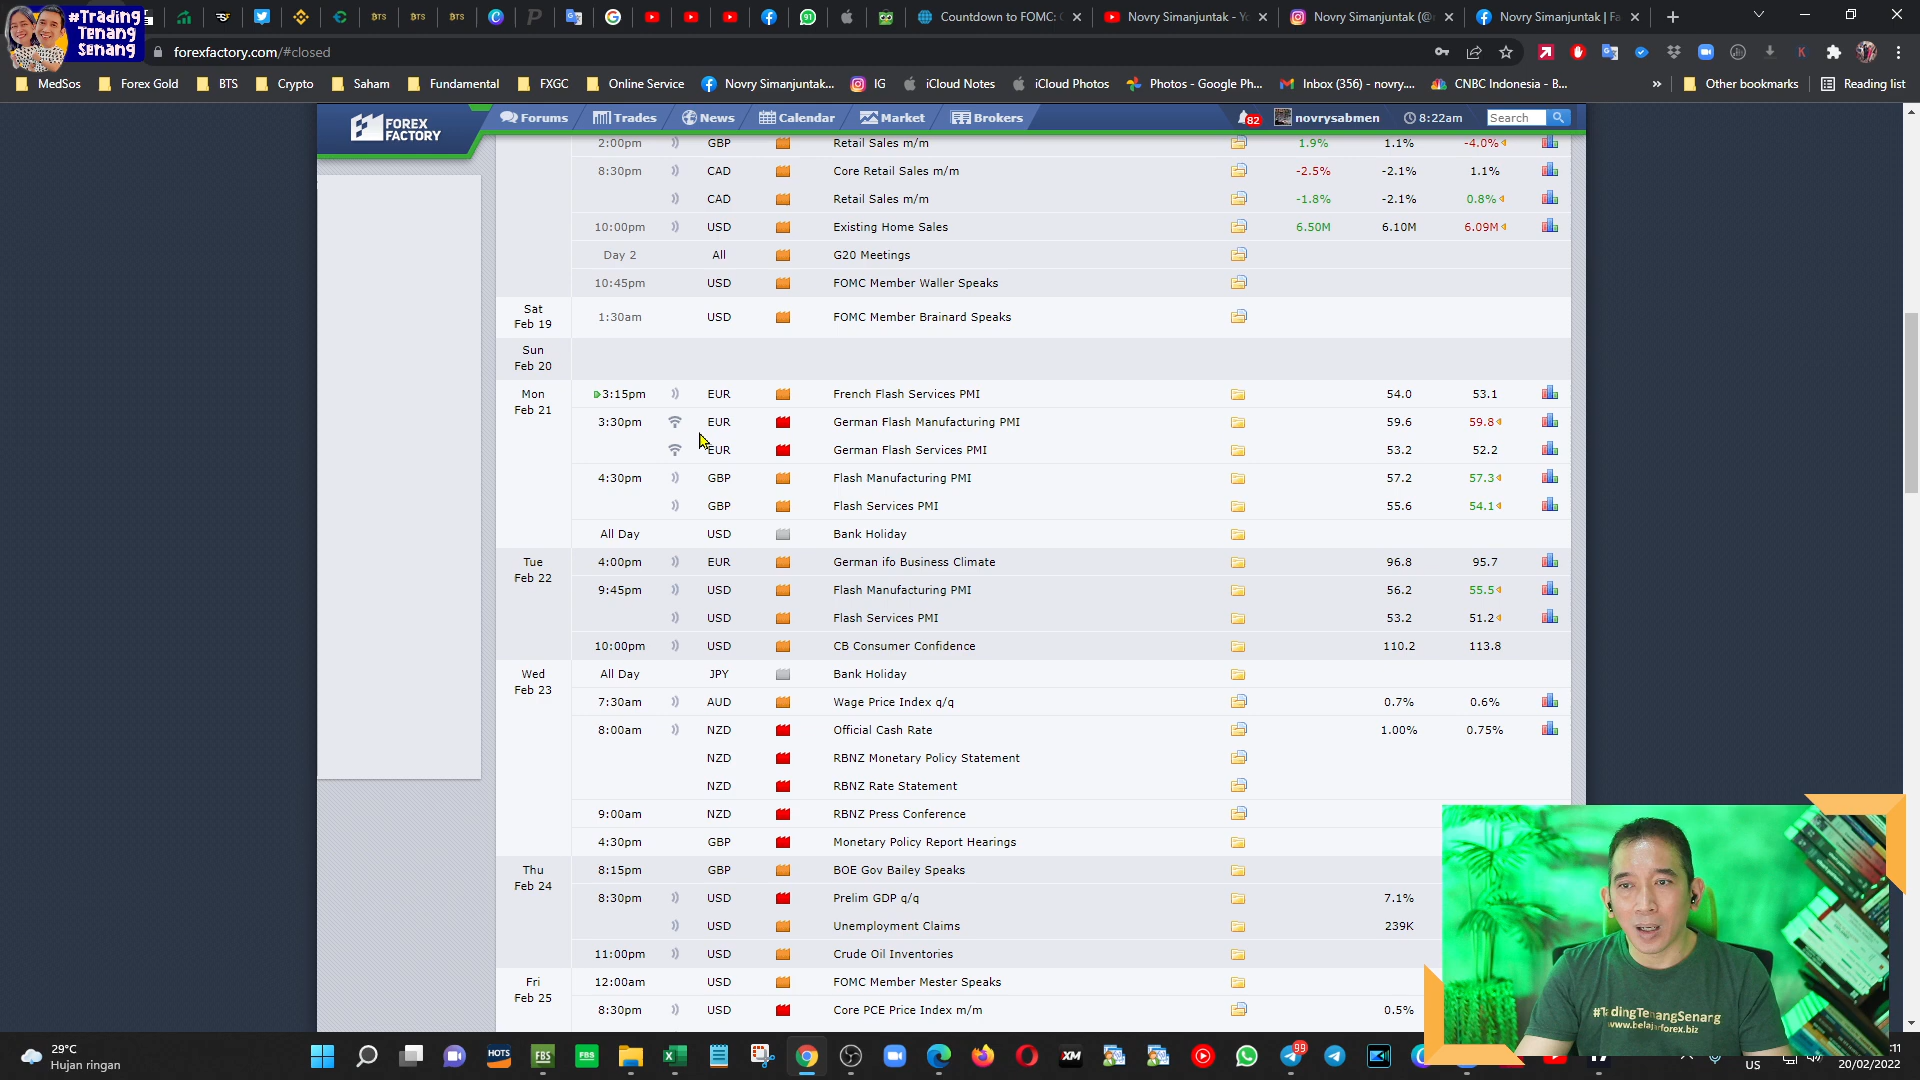 #Trading
Tenang
Senang
BTS BTS BTS
Countdown to FOMC:
Novry Simanjuntak - Yo
Novry Simanjuntak (@
Novry Simanjuntak | Fa
forexfactory.com/#closed
MedSos Forex Gold BTS Crypto Saham Fundamental FXGC Online Service Novry Simanjuntak... IG iCloud Notes iCloud Photos Photos - Google Ph... Inbox (356) - novry.... CNBC Indonesia - B... » Other bookmarks Reading list
FOREX
FACTORY
Forums Trades News Calendar Market Brokers 82 novrysabmen 8:22am Search
2:00pm GBP Retail Sales m/m 1.9% 1.1% -4.0%
8:30pm CAD Core Retail Sales m/m -2.5% -2.1% 1.1%
CAD Retail Sales m/m -1.8% -2.1% 0.8%
10:00pm USD Existing Home Sales 6.50M 6.10M 6.09M
Day 2 All G20 Meetings
10:45pm USD FOMC Member Waller Speaks
Sat
Feb 19
1:30am USD FOMC Member Brainard Speaks
Sun
Feb 20
Mon
Feb 21
3:15pm EUR French Flash Services PMI 54.0 53.1
3:30pm EUR German Flash Manufacturing PMI 59.6 59.8
EUR German Flash Services PMI 53.2 52.2
4:30pm GBP Flash Manufacturing PMI 57.2 57.3
GBP Flash Services PMI 55.6 54.1
All Day USD Bank Holiday
Tue
Feb 22
4:00pm EUR German ifo Business Climate 96.8 95.7
9:45pm USD Flash Manufacturing PMI 56.2 55.5
USD Flash Services PMI 53.2 51.2
10:00pm USD CB Consumer Confidence 110.2 113.8
Wed
Feb 23
All Day JPY Bank Holiday
7:30am AUD Wage Price Index q/q 0.7% 0.6%
8:00am NZD Official Cash Rate 1.00% 0.75%
NZD RBNZ Monetary Policy Statement
NZD RBNZ Rate Statement
9:00am NZD RBNZ Press Conference
4:30pm GBP Monetary Policy Report Hearings
Thu
Feb 24
8:15pm GBP BOE Gov Bailey Speaks
8:30pm USD Prelim GDP q/q 7.1%
USD Unemployment Claims 239K
11:00pm USD Crude Oil Inventories
Fri
Feb 25
12:00am USD FOMC Member Mester Speaks
8:30pm USD Core PCE Price Index m/m 0.5%
www.belajarforex.biz
29°C
Hujan ringan
HOTS FBS FBS XM 99
US
20/02/2022